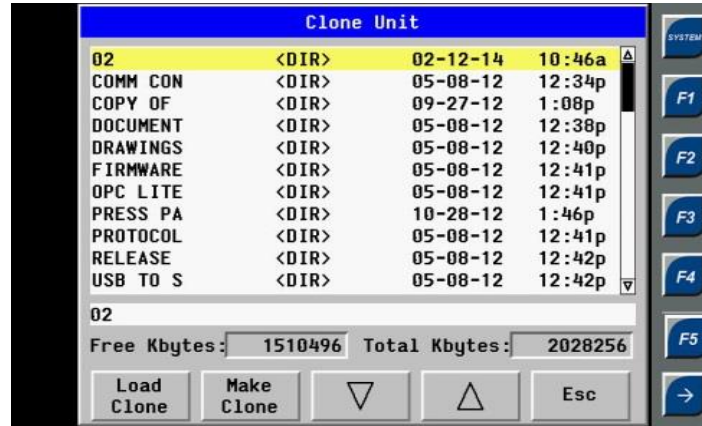 Clone Unit
02 <DIR> 02-12-14 10:46a
COMM CON <DIR> 05-08-12 12:34p
COPY OF <DIR> 09-27-12 1:08p
DOCUMENT <DIR> 05-08-12 12:38p
DRAWINGS <DIR> 05-08-12 12:40p
FIRMWARE <DIR> 05-08-12 12:41p
OPC LITE <DIR> 05-08-12 12:41p
PRESS PA <DIR> 10-28-12 1:46p
PROTOCOL <DIR> 05-08-12 12:41p
RELEASE <DIR> 05-08-12 12:42p
USB TO S <DIR> 05-08-12 12:42p
02
Free Kbytes: 1510496 Total Kbytes: 2028256
Load Clone
Make Clone
Esc
SYSTEM
F1
F2
F3
F4
F5